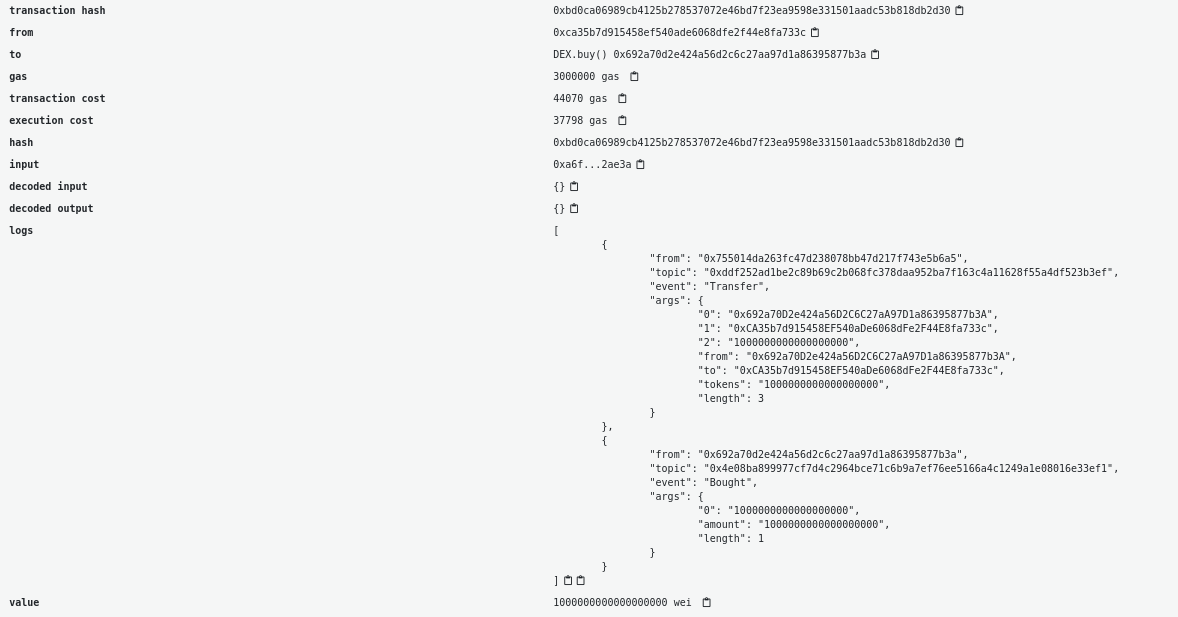 transaction hash 0xbd0ca06989cb4125b278537072e46bd7f23ea9598e331501aadc53b818db2d30
from 0xca35b7d915458ef540ade6068dfe2f44e8fa733c
to DEX.buy() 0x692a70d2e424a56d2c6c27aa97d1a86395877b3a
gas 3000000 gas
transaction cost 44070 gas
execution cost 37798 gas
hash 0xbd0ca06989cb4125b278537072e46bd7f23ea9598e331501aadc53b818db2d30
input 0xa6f...2ae3a
decoded input {}
decoded output {}
logs [
{
"from": "0x755014da263fc47d238078bb47d217f743e5b6a5",
"topic": "0xddf252ad1be2c89b69c2b068fc378daa952ba7f163c4a11628f55a4df523b3ef",
"event": "Transfer",
"args": {
"0": "0x692a70D2e424a56D2C6C27aA97D1a86395877b3A",
"1": "0xCA35b7d915458EF540aDe6068dFe2F44E8fa733c",
"2": "1000000000000000000",
"from": "0x692a70D2e424a56D2C6C27aA97D1a86395877b3A",
"to": "0xCA35b7d915458EF540aDe6068dFe2F44E8fa733c",
"tokens": "1000000000000000000",
"length": 3
}
},
{
"from": "0x692a70d2e424a56d2c6c27aa97d1a86395877b3a",
"topic": "0x4e08ba899977cf7d4c2964bce71c6b9a7ef76ee5166a4c1249a1e08016e33ef1",
"event": "Bought",
"args": {
"0": "1000000000000000000",
"amount": "1000000000000000000",
"length": 1
}
}
]
value 1000000000000000000 wei